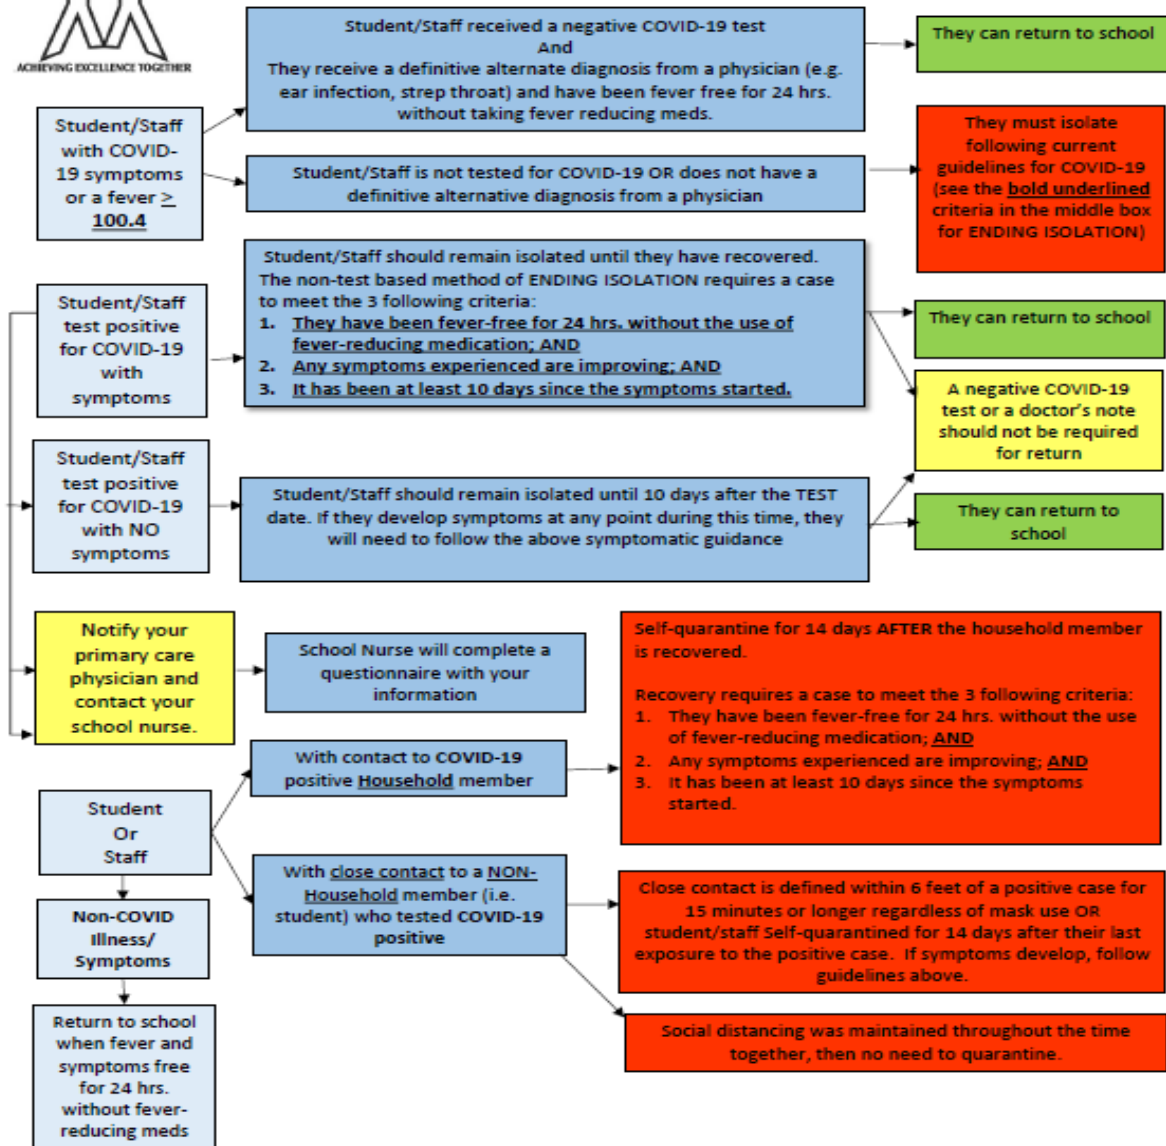 ACHIEVING EXCELLENCE TOGETHER
Student/Staff
with COVID-
19 symptoms
or a fever ≥
100.4
Student/Staff received a negative COVID-19 test
And
They receive a definitive alternate diagnosis from a physician (e.g.
ear infection, strep throat) and have been fever free for 24 hrs.
without taking fever reducing meds.
They can return to school
Student/Staff is not tested for COVID-19 OR does not have a
definitive alternative diagnosis from a physician
They must isolate
following current
guidelines for COVID-19
(see the bold underlined
criteria in the middle box
for ENDING ISOLATION)
Student/Staff
test positive
for COVID-19
with
symptoms
Student/Staff should remain isolated until they have recovered.
The non-test based method of ENDING ISOLATION requires a case
to meet the 3 following criteria:
1. They have been fever-free for 24 hrs. without the use of
fever-reducing medication; AND
2. Any symptoms experienced are improving; AND
3. It has been at least 10 days since the symptoms started.
They can return to school
A negative COVID-19
test or a doctor's note
should not be required
for return
Student/Staff
test positive
for COVID-19
with NO
symptoms
Student/Staff should remain isolated until 10 days after the TEST
date. If they develop symptoms at any point during this time, they
will need to follow the above symptomatic guidance
They can return to
school
Notify your
primary care
physician and
contact your
school nurse.
School Nurse will complete a
questionnaire with your
information
Student
Or
Staff
With contact to COVID-19
positive Household member
Self-quarantine for 14 days AFTER the household member
is recovered.
Recovery requires a case to meet the 3 following criteria:
1. They have been fever-free for 24 hrs. without the use
of fever-reducing medication; AND
2. Any symptoms experienced are improving; AND
3. It has been at least 10 days since the symptoms
started.
With close contact to a NON-
Household member (i.e.
student) who tested COVID-19
positive
Close contact is defined within 6 feet of a positive case for
15 minutes or longer regardless of mask use OR
student/staff Self-quarantined for 14 days after their last
exposure to the positive case. If symptoms develop, follow
guidelines above.
Social distancing was maintained throughout the time
together, then no need to quarantine.
Non-COVID
Illness/
Symptoms
Return to school
when fever and
symptoms free
for 24 hrs.
without fever-
reducing meds